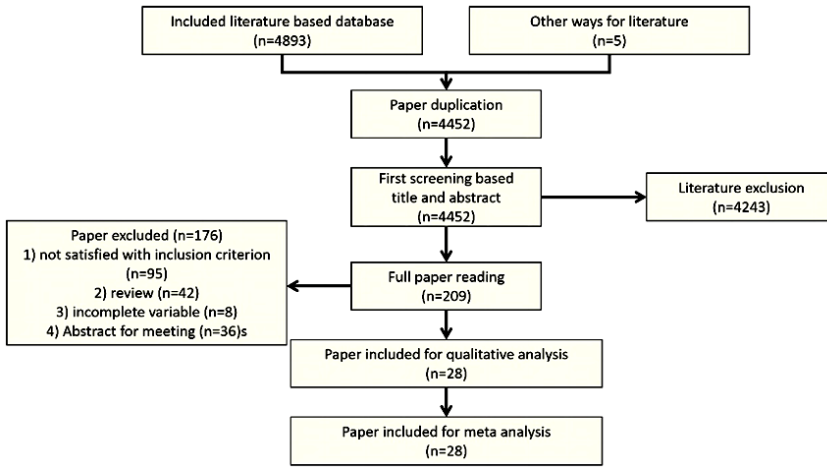 Included literature based database
(n=4893)
Other ways for literature
(n=5)
Paper duplication
(n=4452)
First screening based
title and abstract
(n=4452)
Literature exclusion
(n=4243)
Paper excluded (n=176)
1) not satisfied with inclusion criterion
(n=95)
2) review (n=42)
3) incomplete variable (n=8)
4) Abstract for meeting (n=36)s
Full paper reading
(n=209)
Paper included for qualitative analysis
(n=28)
Paper included for meta analysis
(n=28)